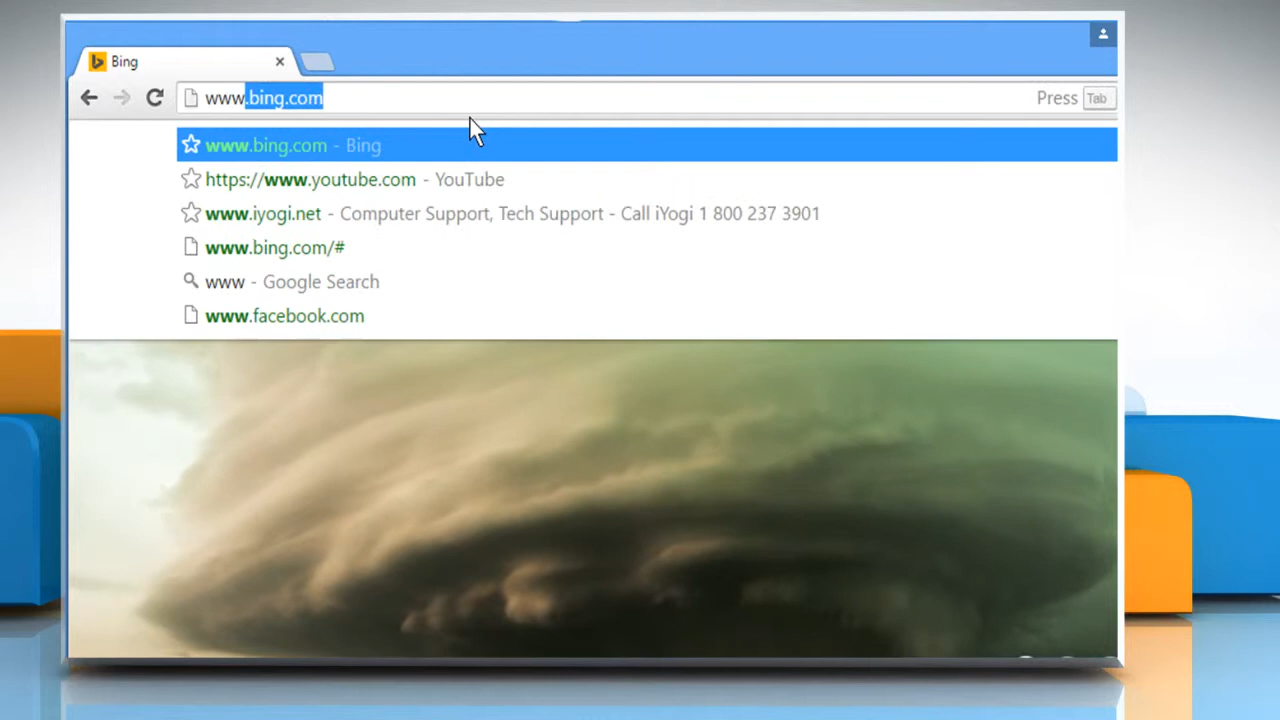 Bing
www.bing.com
Press Tab
www.bing.com - Bing
https://www.youtube.com - YouTube
www.iyogi.net - Computer Support, Tech Support - Call iYogi 1 800 237 3901
www.bing.com/#
www - Google Search
www.facebook.com